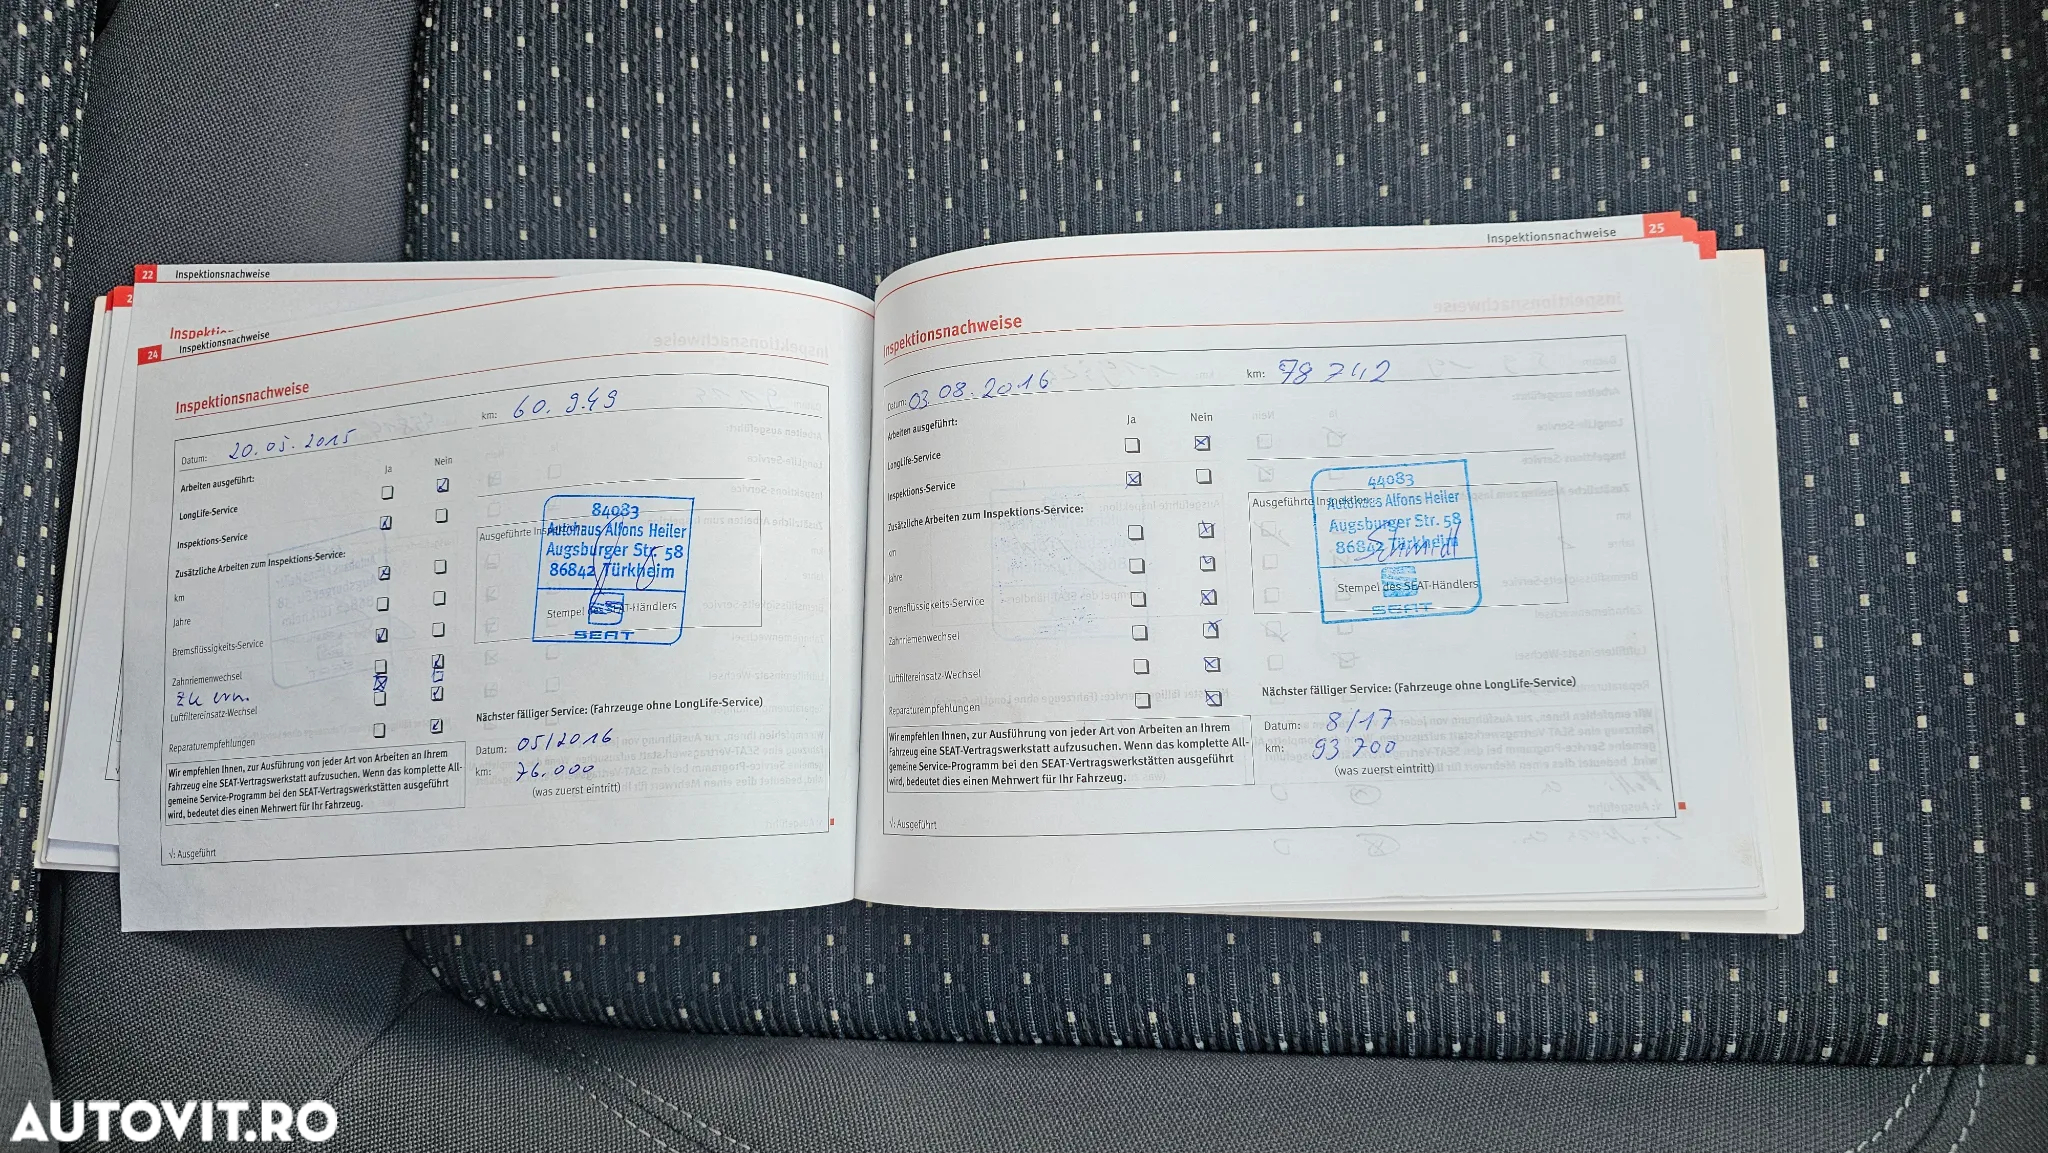 22 Inspektionsnachweise
24 Inspektionsnachweise
Inspektionsnachweise
Datum: 20.05.2015 km: 60.949
Arbeiten ausgeführt: Ja Nein
LongLife-Service
Inspektions-Service
Zusätzliche Arbeiten zum Inspektions-Service:
km
Jahre
Bremsflüssigkeits-Service
Zahnriemenwechsel
Luftfiltereinsatz-Wechsel
Reparaturempfehlungen
Wir empfehlen Ihnen, zur Ausführung von jeder Art von Arbeiten an Ihrem
Fahrzeug eine SEAT-Vertragswerkstatt aufzusuchen. Wenn das komplette All-
gemeine Service-Programm bei den SEAT-Vertragswerkstätten ausgeführt
wird, bedeutet dies einen Mehrwert für Ihr Fahrzeug.
√: Ausgeführt
84083
Autohaus Alfons Heiler
Augsburger Str. 58
86842 Türkheim
Stempel des SEAT-Händlers
SEAT
Nächster fälliger Service: (Fahrzeuge ohne LongLife-Service)
Datum: 05/2016
km: 76.000
(was zuerst eintritt)
Inspektionsnachweise 25
Inspektionsnachweise
Datum: 03.08.2016 km: 78742
Arbeiten ausgeführt: Ja Nein
LongLife-Service
Inspektions-Service
Zusätzliche Arbeiten zum Inspektions-Service:
Jahre
Bremsflüssigkeits-Service
Zahnriemenwechsel
Luftfiltereinsatz-Wechsel
Reparaturempfehlungen
Wir empfehlen Ihnen, zur Ausführung von jeder Art von Arbeiten an Ihrem
Fahrzeug eine SEAT-Vertragswerkstatt aufzusuchen. Wenn das komplette All-
gemeine Service-Programm bei den SEAT-Vertragswerkstätten ausgeführt
wird, bedeutet dies einen Mehrwert für Ihr Fahrzeug.
√: Ausgeführt
44083
Ausgeführte
Autohaus Alfons Heiler
Augsburger Str. 58
86842 Türkheim
Stempel des SEAT-Händlers
SEAT
Nächster fälliger Service: (Fahrzeuge ohne LongLife-Service)
Datum: 8/17
km: 93 700
(was zuerst eintritt)
AUTOVIT.RO